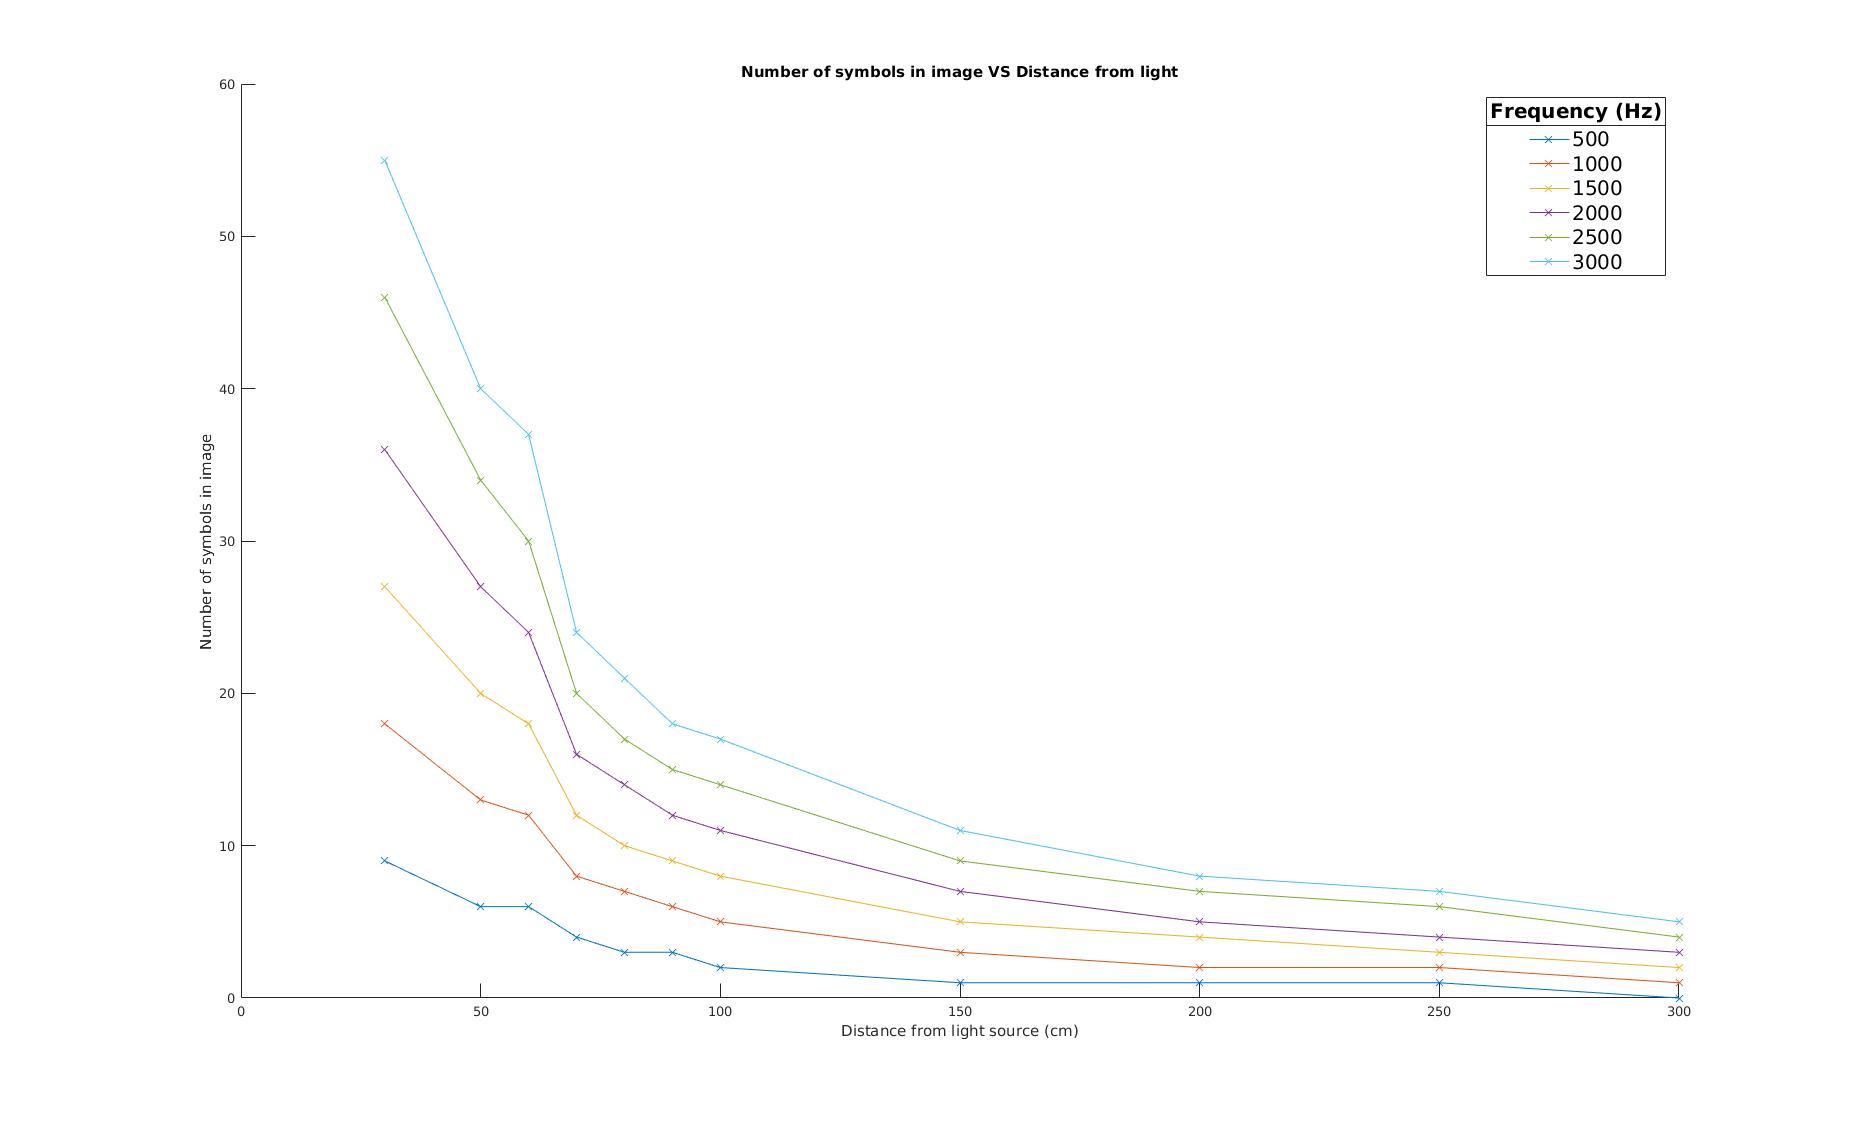 Number of symbols in image VS Distance from light
Frequency (Hz)
500
1000
1500
2000
2500
3000
60
50
40
30
20
10
0
Number of symbols in image
0 50 100 150 200 250 300
Distance from light source (cm)